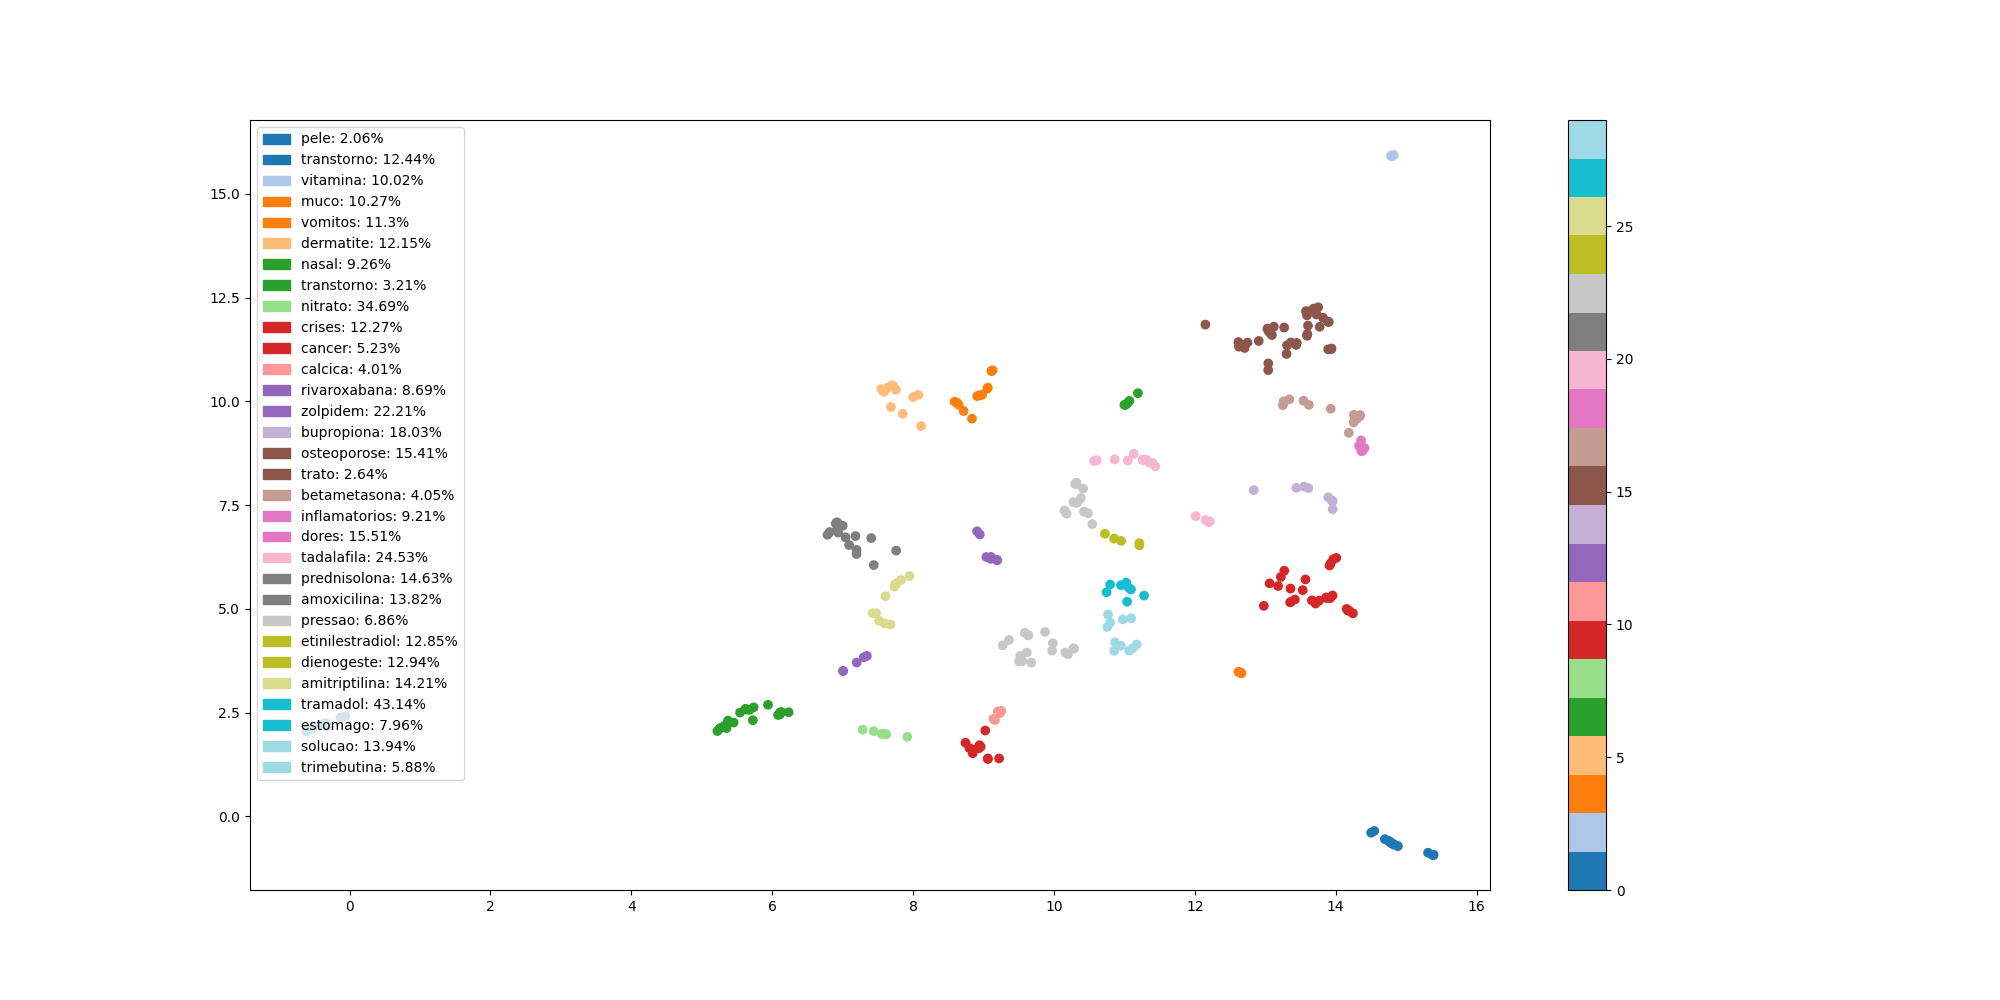 pele: 2.06%
transtorno: 12.44%
vitamina: 10.02%
muco: 10.27%
vomitos: 11.3%
dermatite: 12.15%
nasal: 9.26%
transtorno: 3.21%
nitrato: 34.69%
crises: 12.27%
cancer: 5.23%
calcica: 4.01%
rivaroxabana: 8.69%
zolpidem: 22.21%
bupropiona: 18.03%
osteoporose: 15.41%
trato: 2.64%
betametasona: 4.05%
inflamatorios: 9.21%
dores: 15.51%
tadalafila: 24.53%
prednisolona: 14.63%
amoxicilina: 13.82%
pressao: 6.86%
etinilestradiol: 12.85%
dienogeste: 12.94%
amitriptilina: 14.21%
tramadol: 43.14%
estomago: 7.96%
solucao: 13.94%
trimebutina: 5.88%
15.0
12.5
10.0
7.5
5.0
2.5
0.0
0 2 4 6 8 10 12 14 16
25
20
15
10
5
0